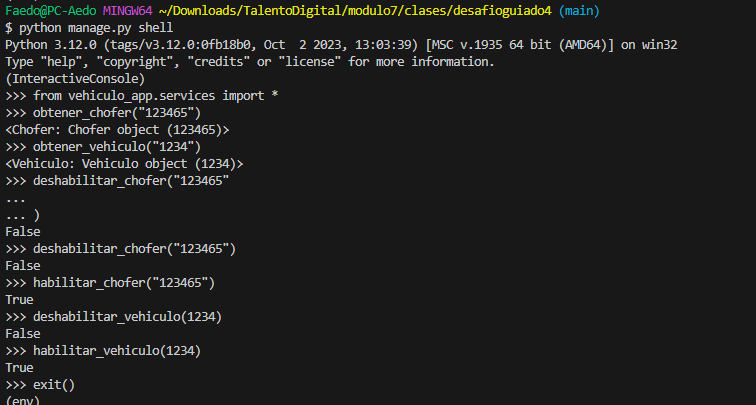 Faedo@PC-Aedo MINGW64 ~/Downloads/TalentoDigital/modulo7/clases/desafioguiado4 (main)
$ python manage.py shell
Python 3.12.0 (tags/v3.12.0:0fb18b0, Oct  2 2023, 13:03:39) [MSC v.1935 64 bit (AMD64)] on win32
Type "help", "copyright", "credits" or "license" for more information.
(InteractiveConsole)
>>> from vehiculo_app.services import *
>>> obtener_chofer("123465")
<Chofer: Chofer object (123465)>
>>> obtener_vehiculo("1234")
<Vehiculo: Vehiculo object (1234)>
>>> deshabilitar_chofer("123465"
...
... )
False
>>> deshabilitar_chofer("123465")
False
>>> habilitar_chofer("123465")
True
>>> deshabilitar_vehiculo(1234)
False
>>> habilitar_vehiculo(1234)
True
>>> exit()
(env)